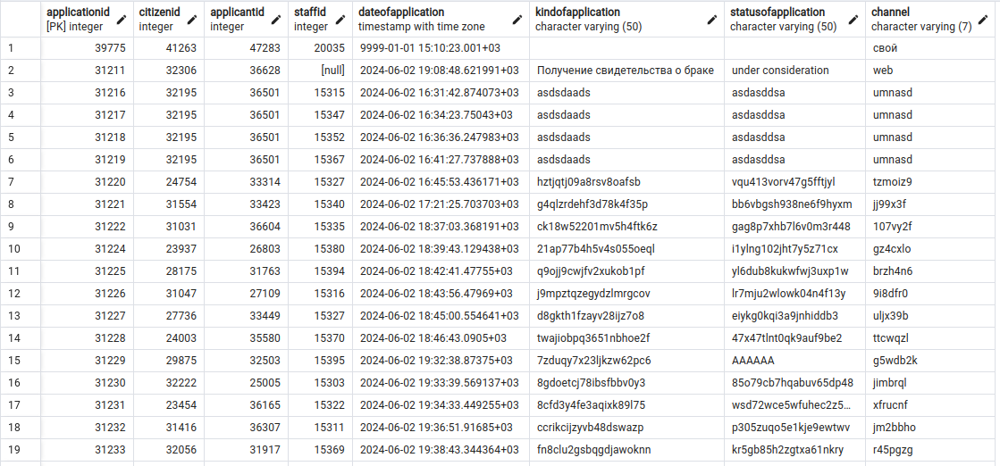 applicationid citizenid applicantid staffid dateofapplication kindofapplication statusofapplication channel
[PK] integer integer integer integer timestamp with time zone character varying (50) character varying (50) character varying (7)
1 39775 41263 47283 20035 9999-01-01 15:10:23.001+03 свой
2 31211 32306 36628 [null] 2024-06-02 19:08:48.621991+03 Получение свидетельства о браке under consideration web
3 31216 32195 36501 15315 2024-06-02 16:31:42.874073+03 asdsdaads asdasddsa umnasd
4 31217 32195 36501 15347 2024-06-02 16:34:23.75043+03 asdsdaads asdasddsa umnasd
5 31218 32195 36501 15352 2024-06-02 16:36:36.247983+03 asdsdaads asdasddsa umnasd
6 31219 32195 36501 15367 2024-06-02 16:41:27.737888+03 asdsdaads asdasddsa umnasd
7 31220 24754 33314 15327 2024-06-02 16:45:53.436171+03 hztjqtj09a8rsv8oafsb vqu413vorv47g5fftjyl tzmoiz9
8 31221 31554 33423 15340 2024-06-02 17:21:25.703703+03 g4qlzrdehf3d78k4f35p bb6vbgsh938ne6f9hyxm jj99x3f
9 31222 31031 36604 15335 2024-06-02 18:37:03.368191+03 ck18w52201mv5h4ftk6z gag8p7xhb7l6v0m3r448 107vy2f
10 31224 23937 26803 15380 2024-06-02 18:39:43.129438+03 21ap77b4h5v4s055oeql i1ylng102jht7y5z71cx gz4cxlo
11 31225 28175 31763 15394 2024-06-02 18:42:41.47755+03 q9ojj9cwjfv2xukob1pf yl6dub8kukwfwj3uxp1w brzh4n6
12 31226 31047 27109 15316 2024-06-02 18:43:56.47969+03 j9mpztqzegydzlmrgcov lr7mju2wlowk04n4f13y 9i8dfr0
13 31227 27736 33449 15327 2024-06-02 18:45:00.554641+03 d8gkth1fzayv28ijz7o8 eiykg0kqi3a9jnhiddb3 uljx39b
14 31228 24003 35580 15370 2024-06-02 18:46:43.0905+03 twajiobpq3651nbhoe2f 47x47tlnt0qk9auf9be2 ttcwqzl
15 31229 29875 32503 15395 2024-06-02 19:32:38.87375+03 7zduqy7x23ljkzw62pc6 AAAAAA g5wdb2k
16 31230 32222 25005 15303 2024-06-02 19:33:39.569137+03 8gdoetcj78ibsfbbv0y3 85o79cb7hqabuv65dp48 jimbrql
17 31231 23454 36165 15322 2024-06-02 19:34:33.449255+03 8cfd3y4fe3aqixk89l75 wsd72wce5wfuhec2z5... xfrucnf
18 31232 31416 36307 15311 2024-06-02 19:36:51.91685+03 ccrikcijzyvb48dswazp p305zuqo5e1kje9ewtwv jm2bbho
19 31233 32056 31917 15369 2024-06-02 19:38:43.344364+03 fn8clu2gsbqgdjawoknn kr5gb85h2zgtxa61nkry r45pgzg